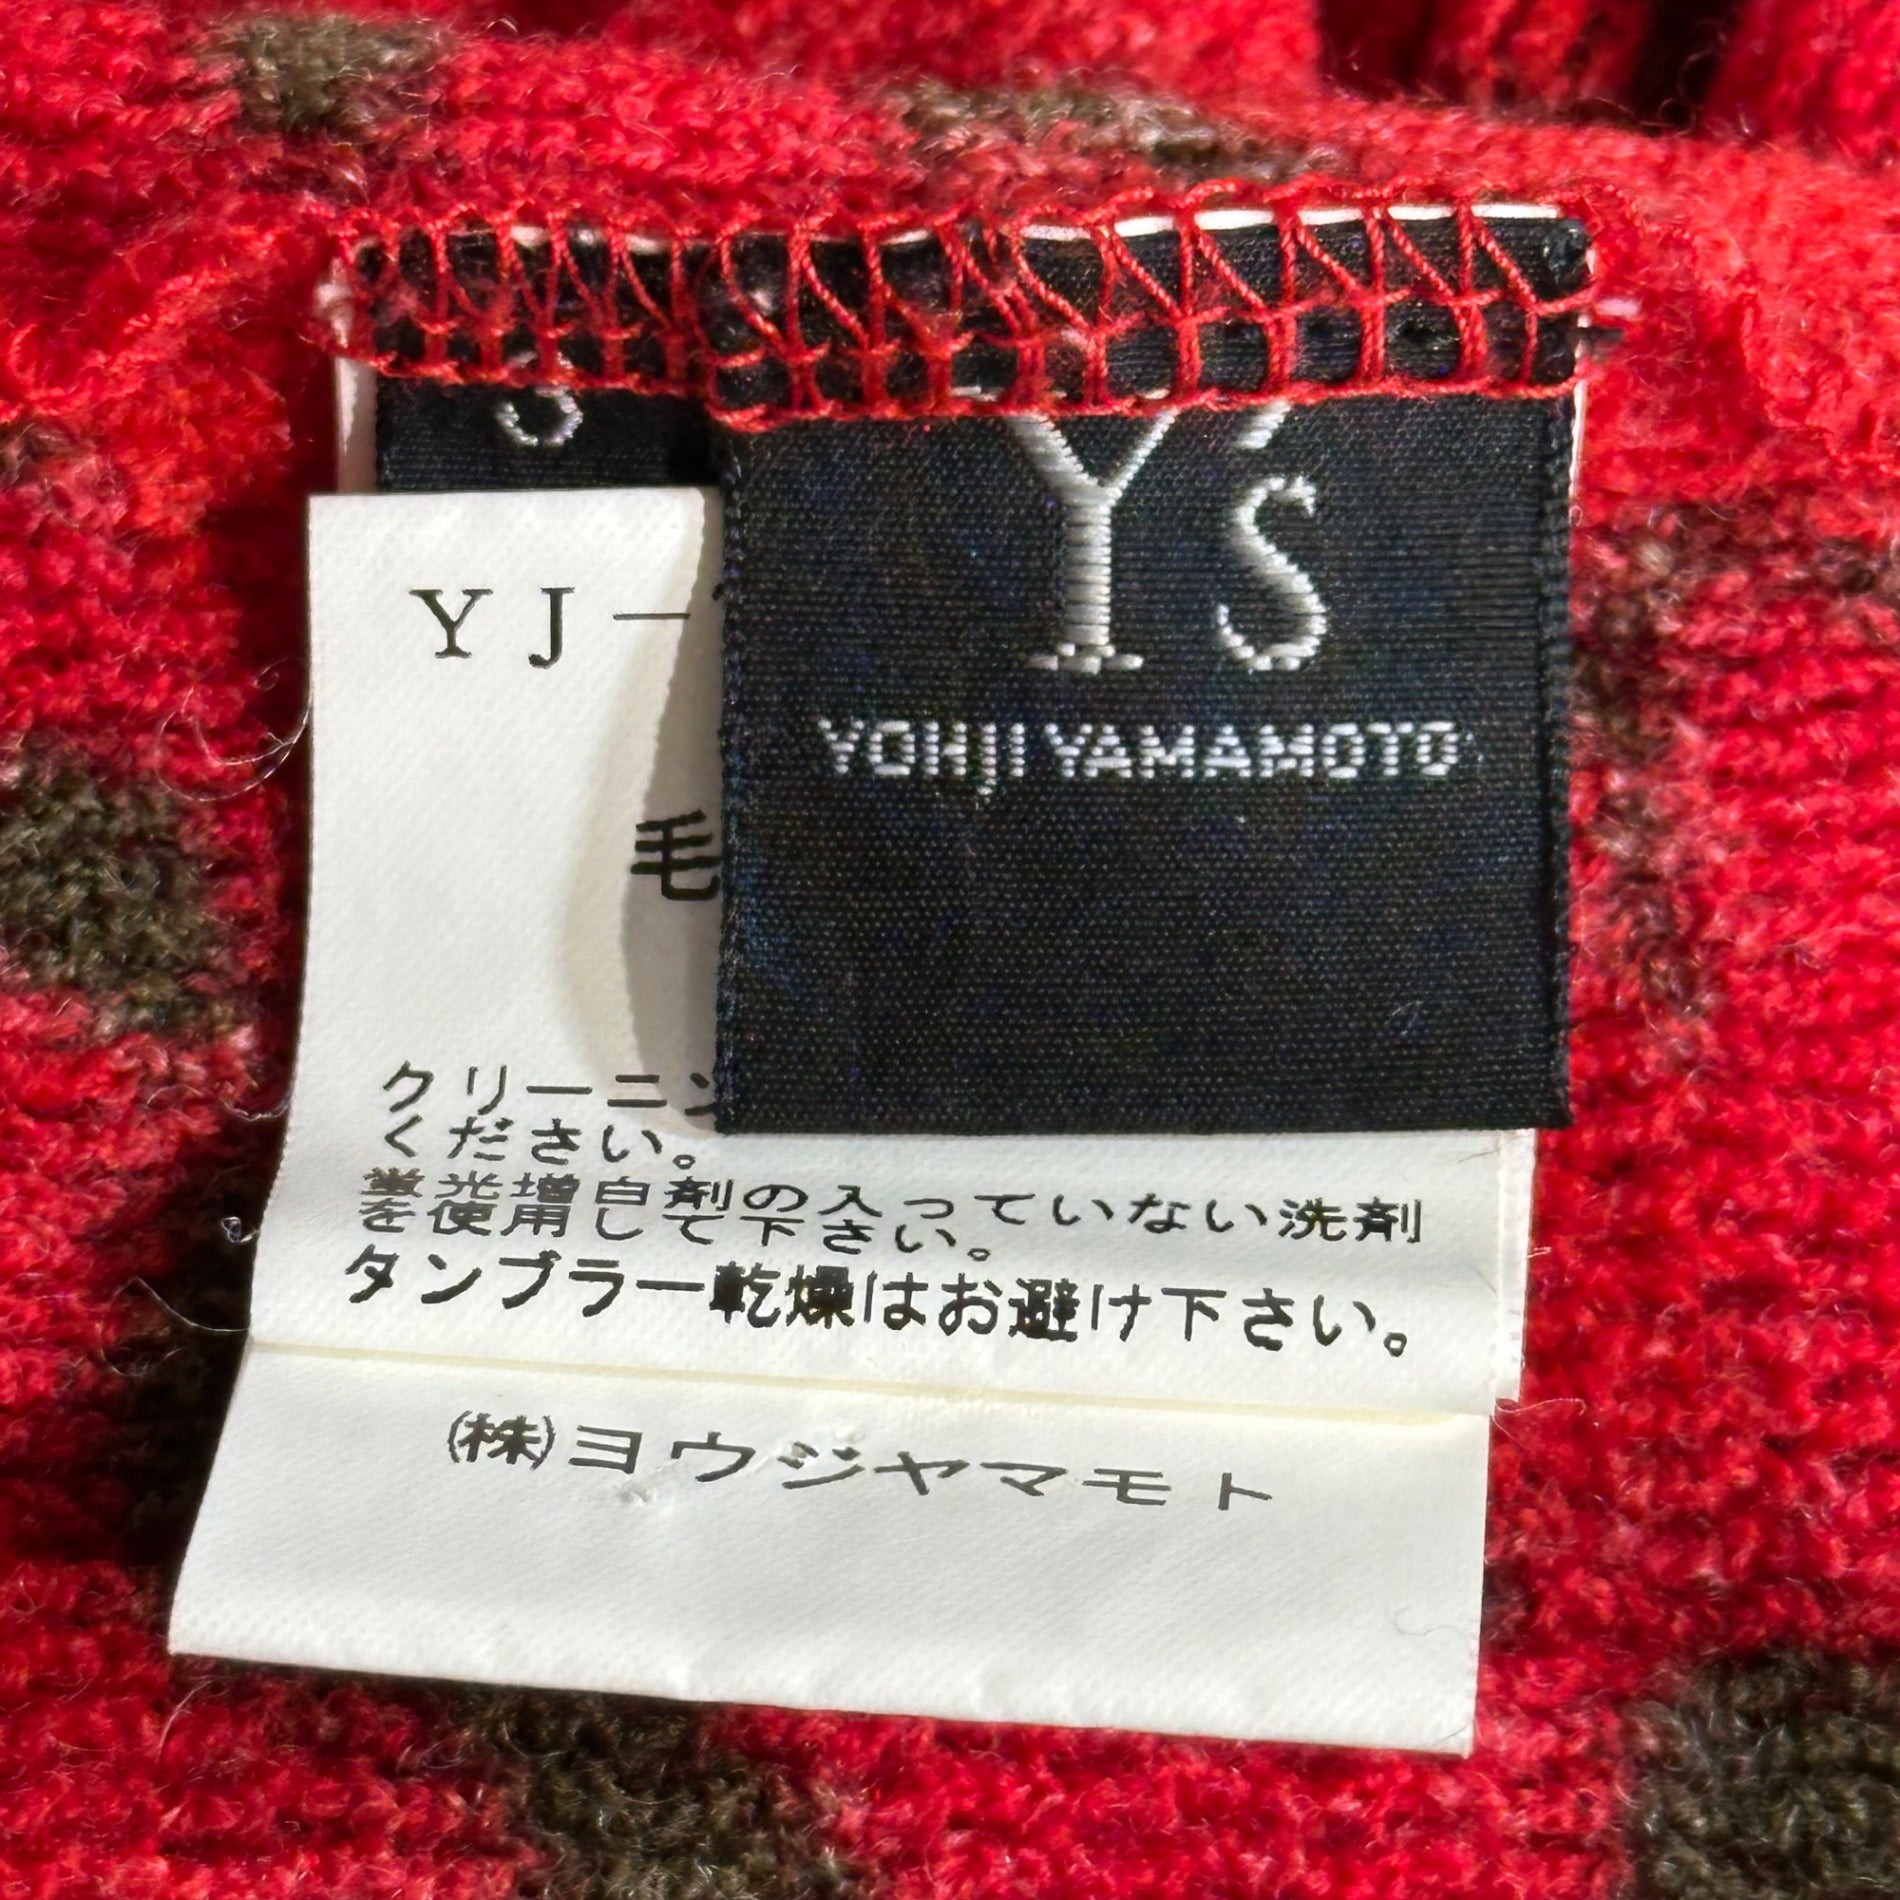 3
Y's
YOHJI YAMAMOTO
YJ-
毛
クリーニン
ください。
蛍光増白剤の入っていない洗剤
を使用して下さい。
タンブラー乾燥はお避け下さい。
(株)ヨウジヤマモト